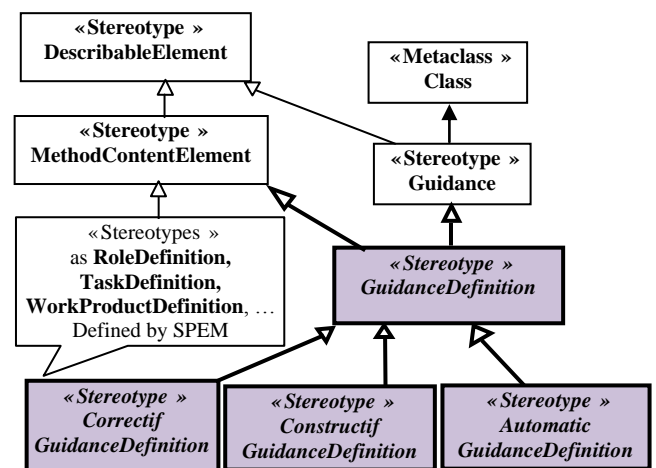 «Stereotype »
DescribableElement
«Metaclass »
Class
«Stereotype »
MethodContentElement
«Stereotype »
Guidance
«Stereotypes »
as RoleDefinition,
TaskDefinition,
WorkProductDefinition, …
Defined by SPEM
«Stereotype »
GuidanceDefinition
«Stereotype »
Correctif
GuidanceDefinition
«Stereotype »
Constructif
GuidanceDefinition
«Stereotype »
Automatic
GuidanceDefinition